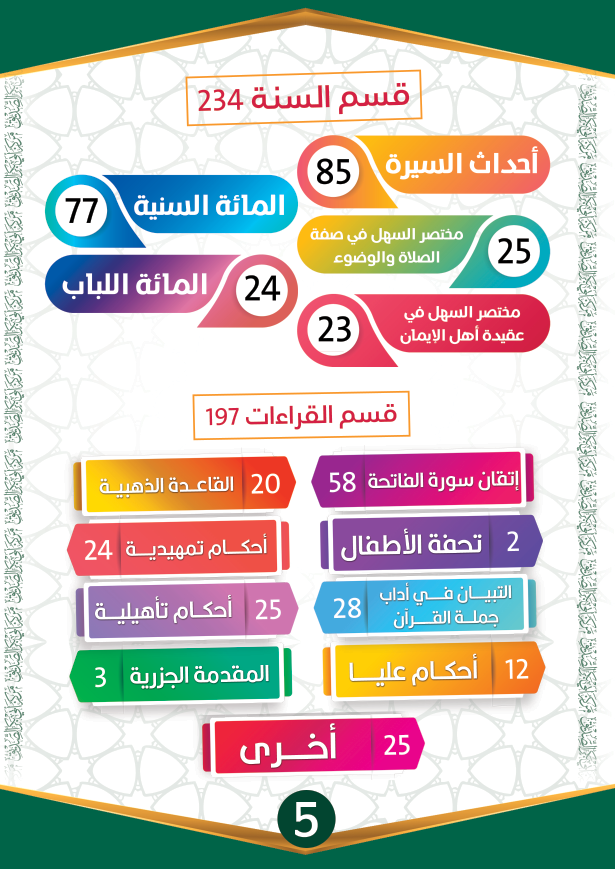 قسم السنة 234
أحداث السيرة
85
المائة السنية
77
مختصر السهل في صفة
الصلاة والوضوء
25
المائة اللباب
24
مختصر السهل في
عقيدة أهل الإيمان
23
قسم القراءات 197
إتقان سورة الفاتحة 58
القاعدة الذهبية 20
2 تحفة الأطفال
أحكام تمهيدية 24
التبيان في أداب
جملة القرآن
28
25 أحكام تأهيلية
12 أحكام عليا
المقدمة الجزرية 3
25 أخرى
5